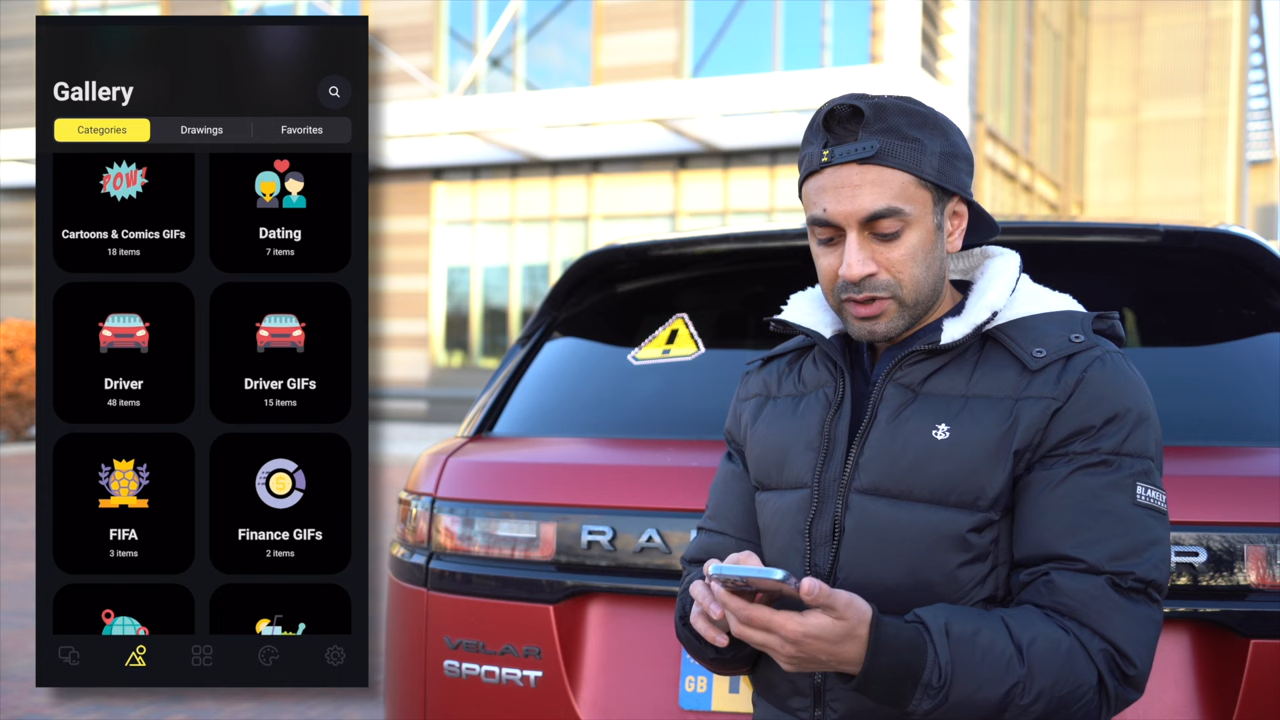 Gallery
Categories
Drawings
Favorites
POW!
Cartoons & Comics GIFs
18 items
Dating
7 items
Driver
48 items
Driver GIFs
15 items
FIFA
3 items
Finance GIFs
2 items
!
RA
P
VELAR
SPORT
GB
BLAKELY